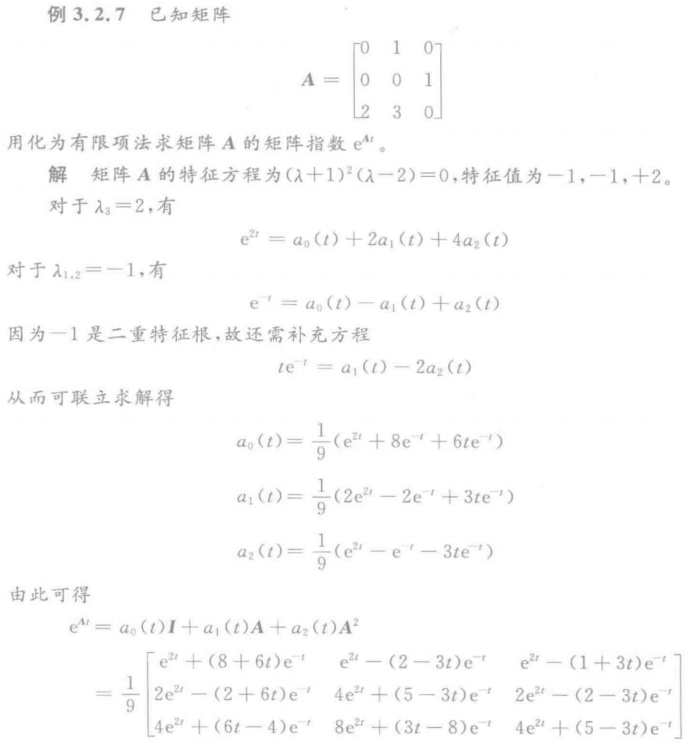 例 3.2.7 已知矩阵
A = [0 1 0
0 0 1
2 3 0]
用化为有限项法求矩阵 A 的矩阵指数 e^{At}。
解 矩阵 A 的特征方程为(λ+1)²(λ−2)=0,特征值为−1,−1,+2。
对于 λ₃=2,有
e^{2t} = a₀(t)+2a₁(t)+4a₂(t)
对于 λ₁,₂=−1,有
e^{−t} = a₀(t)−a₁(t)+a₂(t)
因为−1 是二重特征根,故还需补充方程
te^{−t} = a₁(t)−2a₂(t)
从而可联立求解得
a₀(t)= 1/9 (e^{2t}+8e^{−t}+6te^{−t})
a₁(t)= 1/9 (2e^{2t}−2e^{−t}+3te^{−t})
a₂(t)= 1/9 (e^{2t}−e^{−t}−3te^{−t})
由此可得
e^{At} = a₀(t)I+a₁(t)A+a₂(t)A²
= 1/9 [e^{2t}+(8+6t)e^{−t} e^{2t}−(2−3t)e^{−t} e^{2t}−(1+3t)e^{−t}
2e^{2t}−(2+6t)e^{−t} 4e^{2t}+(5−3t)e^{−t} 2e^{2t}−(2−3t)e^{−t}
4e^{2t}+(6t−4)e^{−t} 8e^{2t}+(3t−8)e^{−t} 4e^{2t}+(5−3t)e^{−t}]